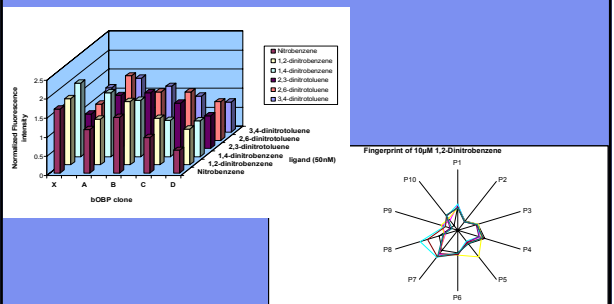 2.5
2
1.5
1
0.5
0
Normalized Fluorescence
intensity
X A B C D
bOBP clone
Nitrobenzene
1,2-dinitrobenzene
1,4-dinitrobenzene
2,3-dinitrotoluene
2,6-dinitrotoluene
3,4-dinitrotoluene
3,4-dinitrotoluene
2,6-dinitrotoluene
2,3-dinitrotoluene
1,4-dinitrobenzene
1,2-dinitrobenzene
Nitrobenzene
ligand (50nM)
Fingerprint of 10µM 1,2-Dinitrobenzene
P1
P2
P3
P4
P5
P6
P7
P8
P9
P10